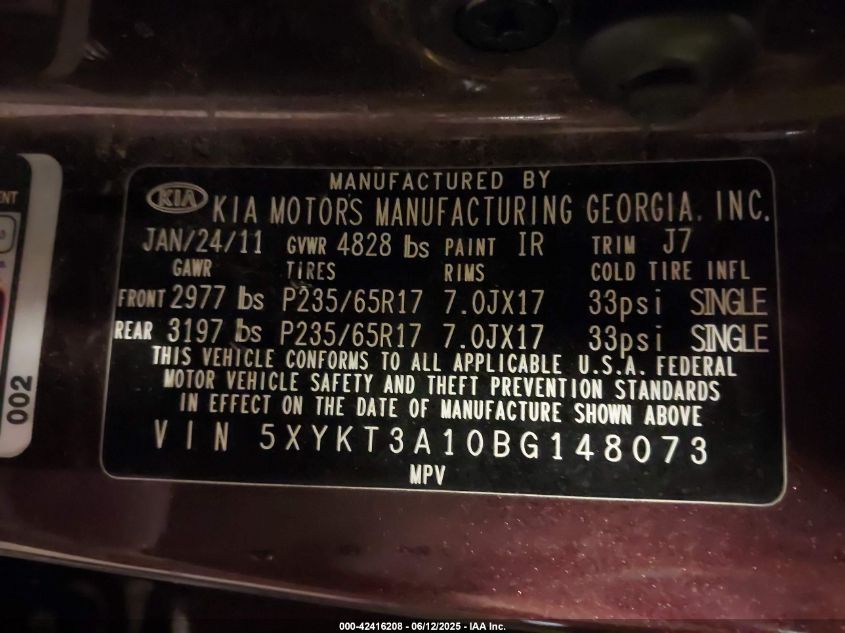 MANUFACTURED BY
KIA KIA MOTORS MANUFACTURING GEORGIA, INC.
JAN/24/11 GVWR 4828 lbs PAINT IR TRIM J7
GAWR TIRES RIMS COLD TIRE INFL
FRONT 2977 lbs P235/65R17 7.0JX17 33psi SINGLE
REAR 3197 lbs P235/65R17 7.0JX17 33psi SINGLE
THIS VEHICLE CONFORMS TO ALL APPLICABLE U.S.A. FEDERAL
MOTOR VEHICLE SAFETY AND THEFT PREVENTION STANDARDS
IN EFFECT ON THE DATE OF MANUFACTURE SHOWN ABOVE
VIN 5XYKT3A10BG148073
MPV
002
000-42416208 - 06/12/2025 - IAA Inc.